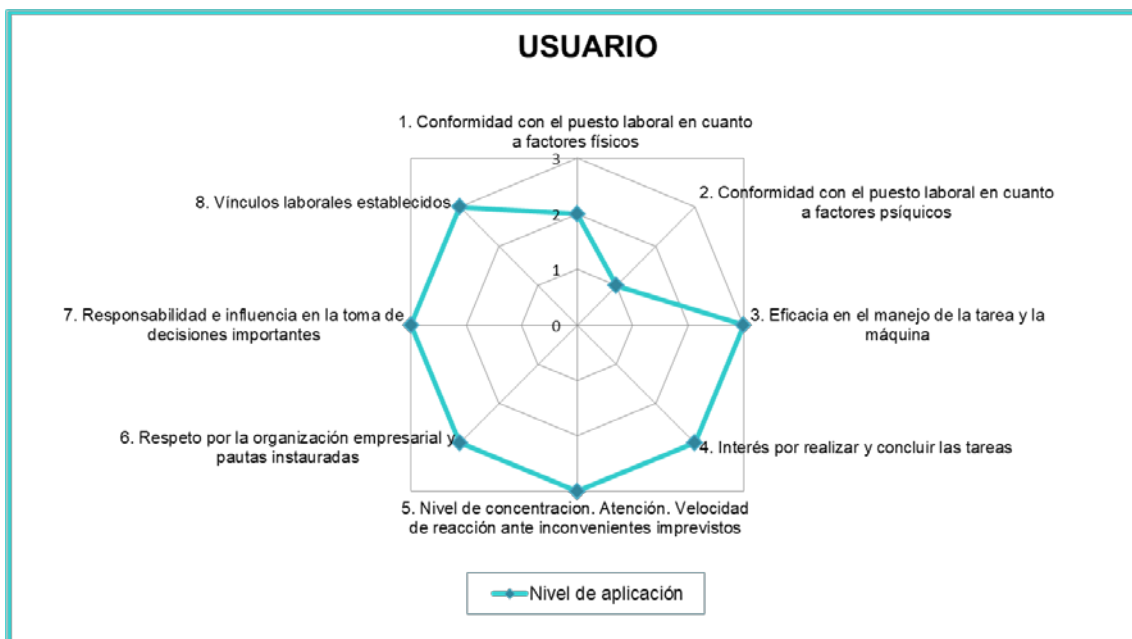 USUARIO
1. Conformidad con el puesto laboral en cuanto
a factores físicos
3
2. Conformidad con el puesto laboral en cuanto
a factores psíquicos
8. Vínculos laborales establecidos
2
1
7. Responsabilidad e influencia en la toma de
decisiones importantes
0
3. Eficacia en el manejo de la tarea y la
máquina
6. Respeto por la organización empresarial y
pautas instauradas
4. Interés por realizar y concluir las tareas
5. Nivel de concentracion. Atención. Velocidad
de reacción ante inconvenientes imprevistos
Nivel de aplicación